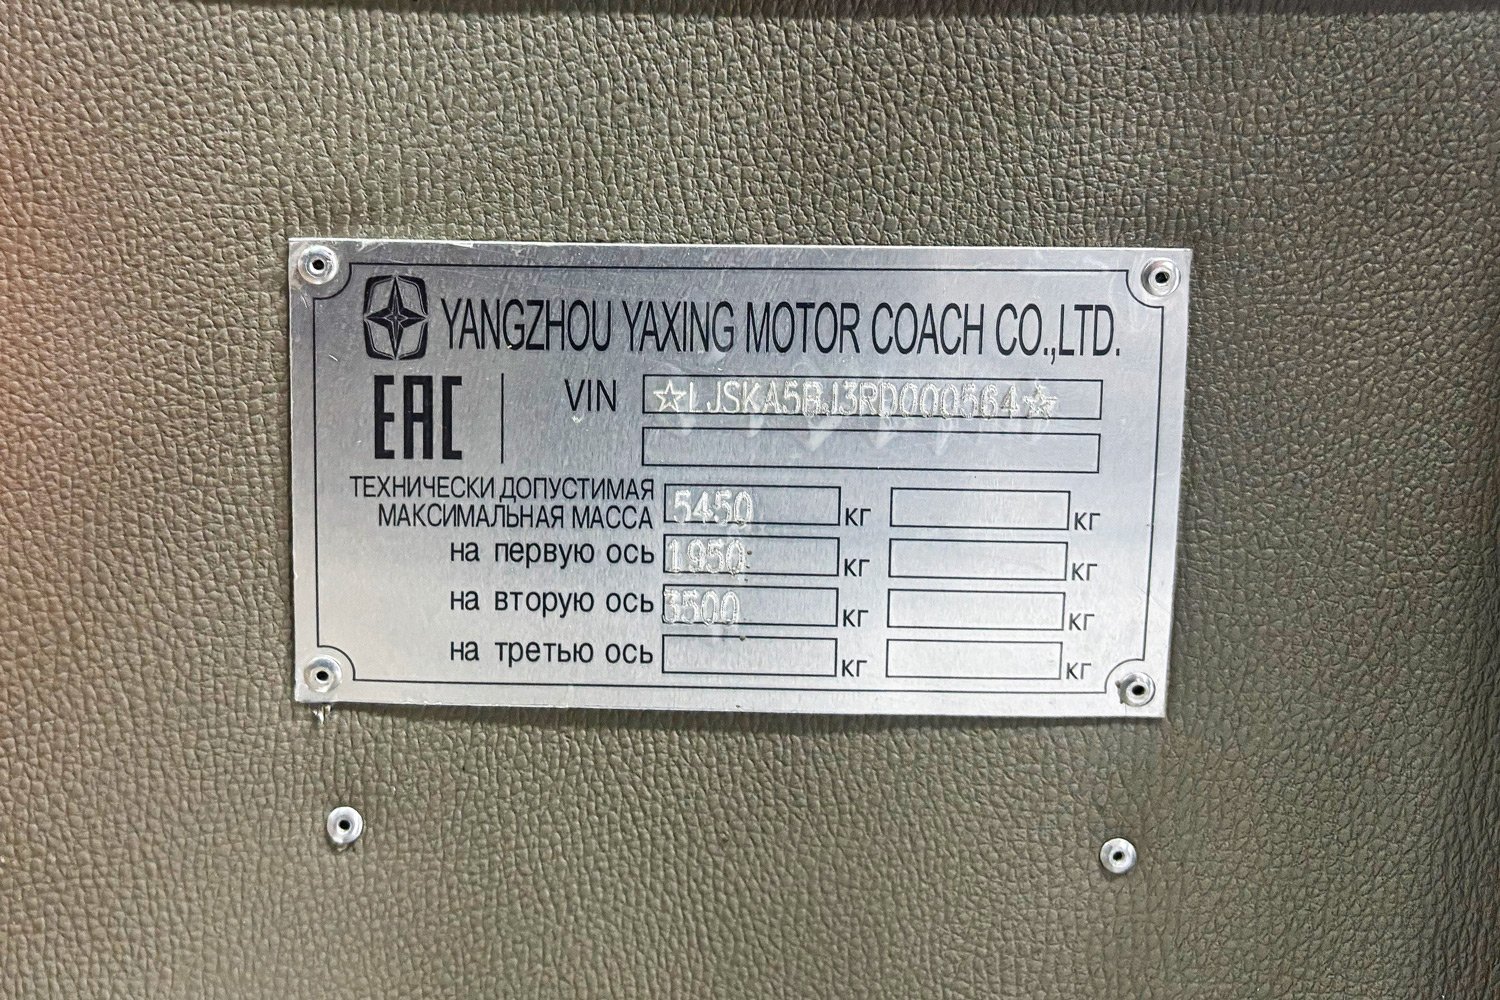 YANGZHOU YAXING MOTOR COACH CO.,LTD.
EAC VIN ☆LJSKA5BJ3RD000564☆
ТЕХНИЧЕСКИ ДОПУСТИМАЯ
МАКСИМАЛЬНАЯ МАССА 5450 кг кг
на первую ось 1950 кг кг
на вторую ось 3500 кг кг
на третью ось кг кг